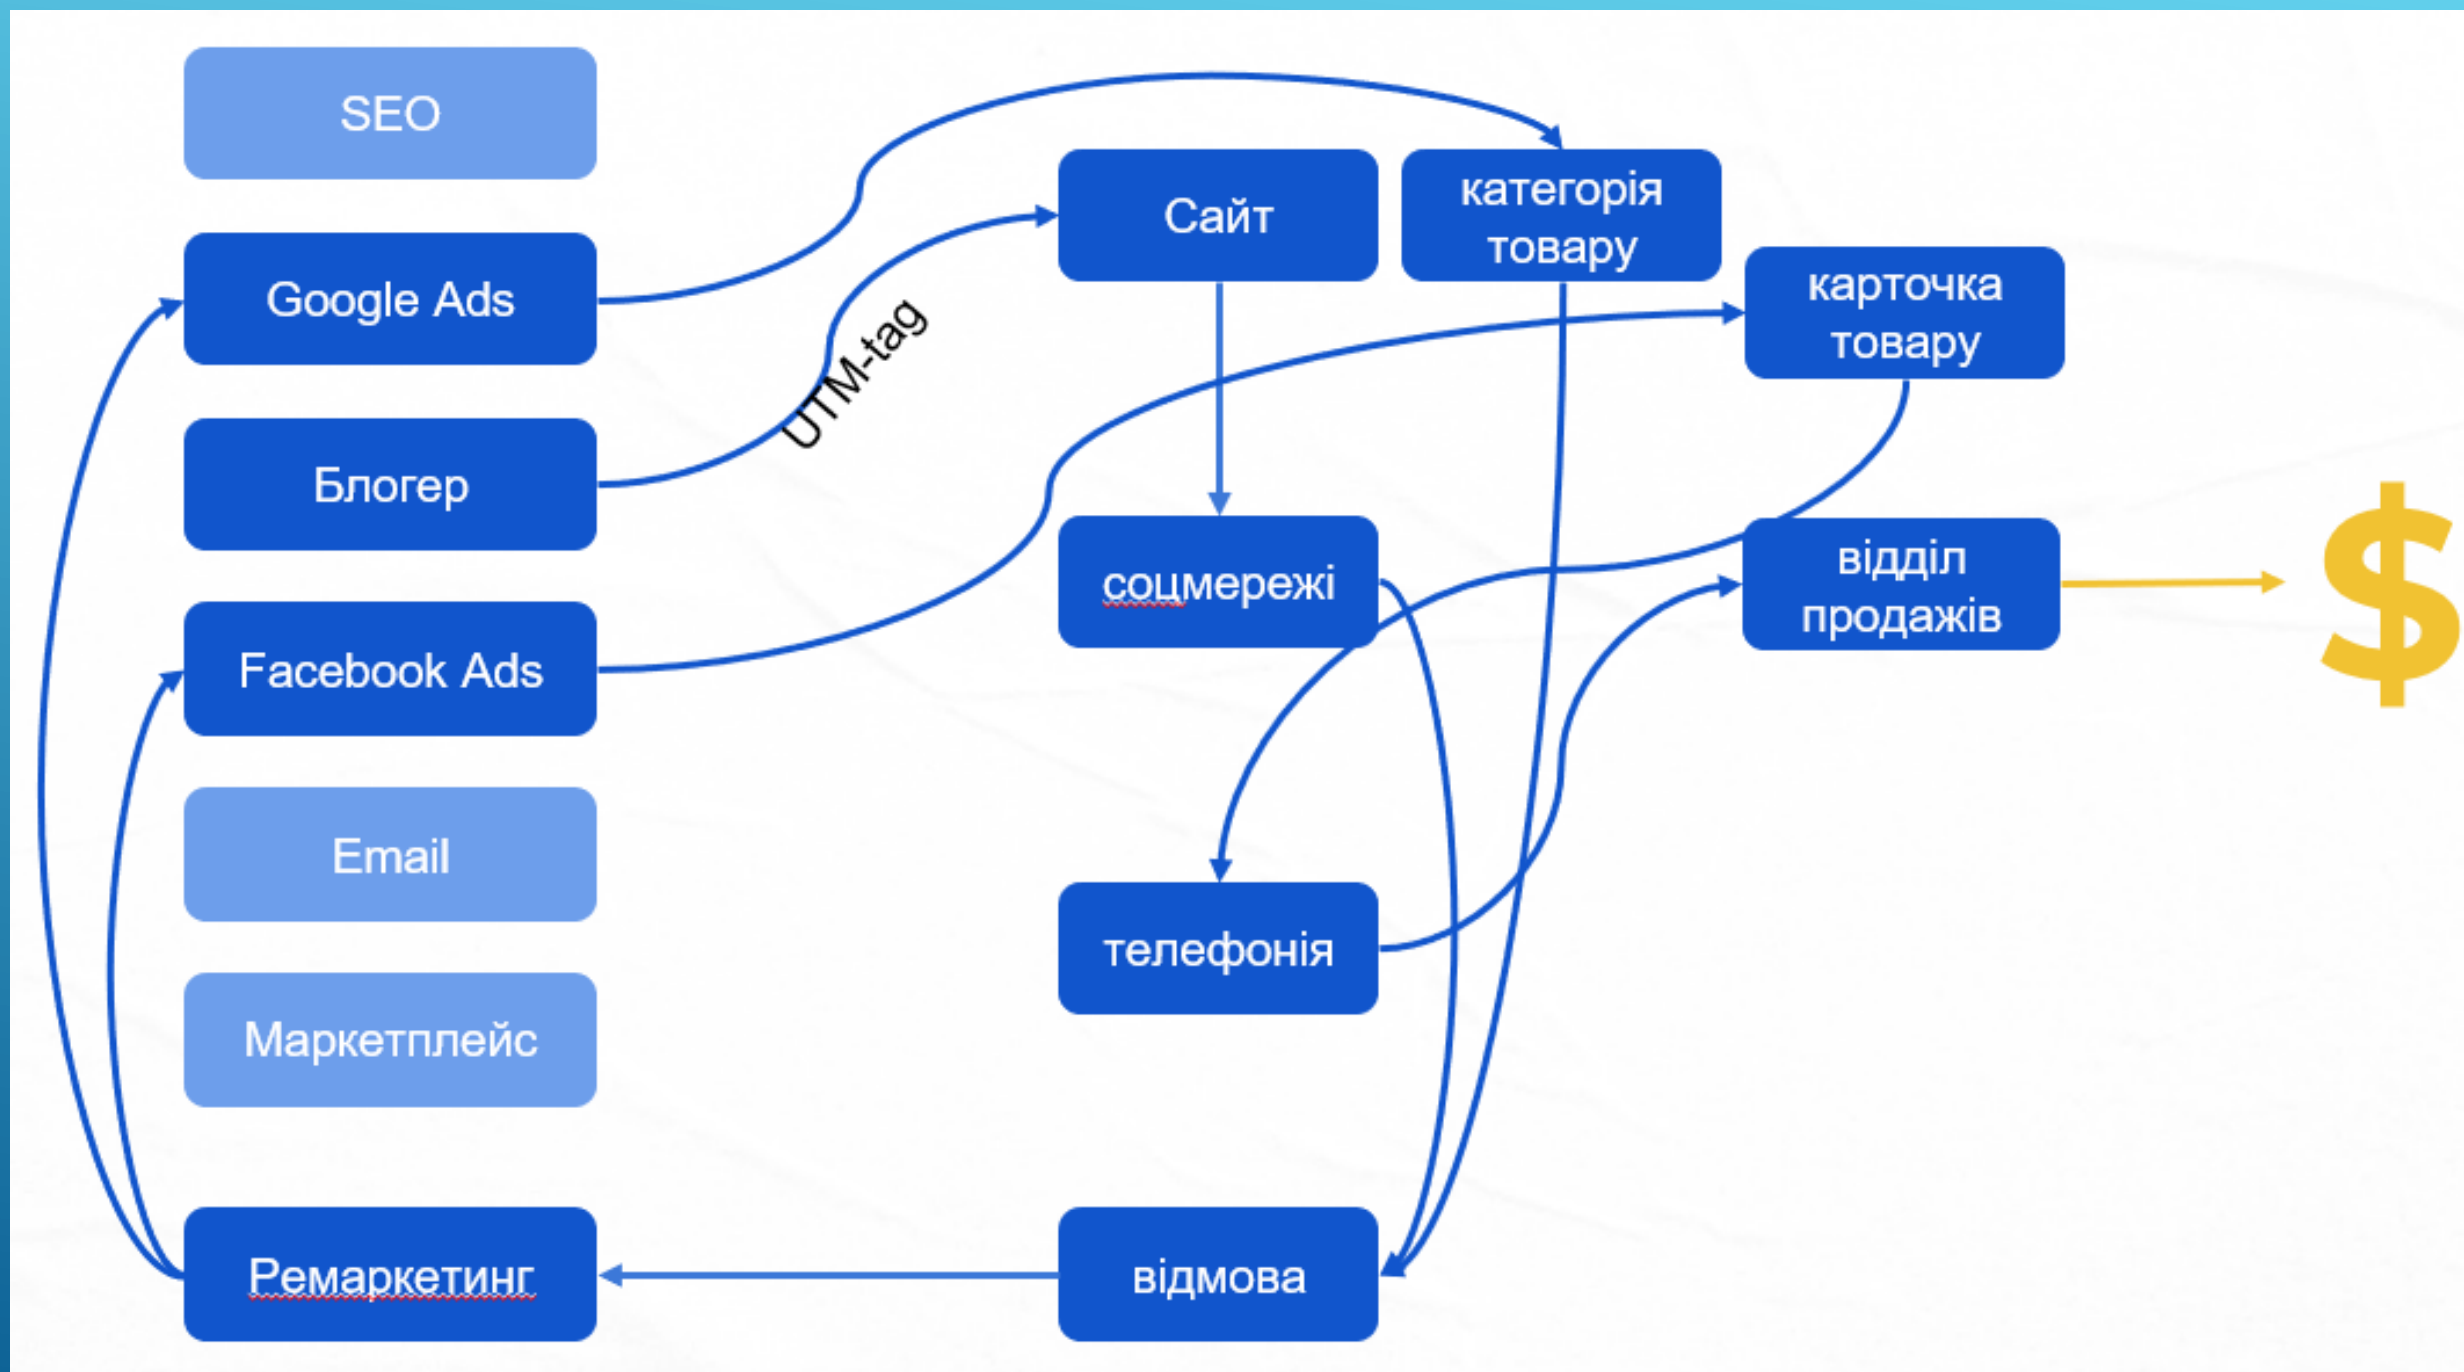 SEO
Google Ads
Блогер
Facebook Ads
Email
Маркетплейс
Ремаркетинг
UTM-tag
Сайт
категорія
товару
карточка
товару
соцмережі
відділ
продажів
$
телефонія
відмова